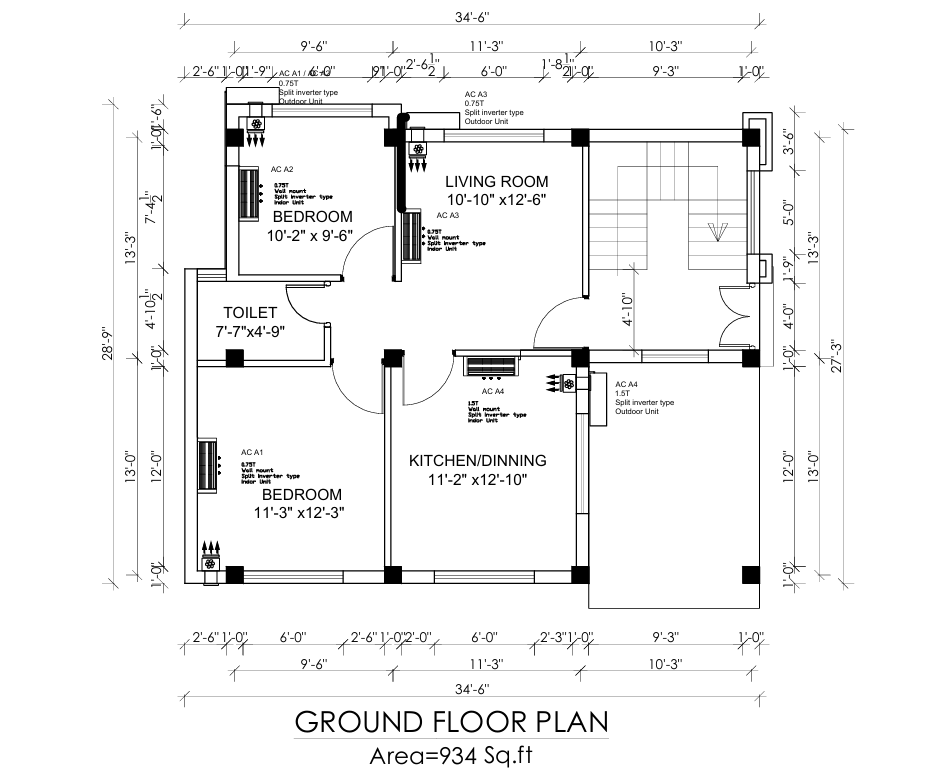 34'-6"
9'-6"
11'-3"
10'-3"
2'-6"
1'-0"
1'-9"
6'-0"
1'-0"
2'-6 1/2"
6'-0"
1'-8 1/2"
1'-0"
9'-3"
1'-0"
AC A1 /
0.75T
Split inverter type
Outdoor Unit
AC A3
0.75T
Split inverter type
Outdoor Unit
1'-6"
1'-0"
7'-4 1/2"
4'-10 1/2"
1'-0"
12'-0"
1'-0"
13'-3"
13'-0"
28'-9"
AC A2
0.75T
Wall mount
Split inverter type
Indor Unit
BEDROOM
10'-2" x 9'-6"
LIVING ROOM
10'-10" x12'-6"
AC A3
0.75T
Wall mount
Split inverter type
Indor Unit
TOILET
7'-7"x4'-9"
4'-10"
AC A4
1.5T
Wall mount
Split inverter type
Indor Unit
AC A4
1.5T
Split inverter type
Outdoor Unit
KITCHEN/DINNING
11'-2" x12'-10"
AC A1
0.75T
Wall mount
Split inverter type
Indor Unit
BEDROOM
11'-3" x12'-3"
3'-6"
5'-0"
1'-9"
4'-0"
1'-0"
12'-0"
1'-0"
13'-3"
13'-0"
27'-3"
2'-6"
1'-0"
6'-0"
2'-6"
1'-0"
2'-0"
6'-0"
2'-3"
1'-0"
9'-3"
1'-0"
9'-6"
11'-3"
10'-3"
34'-6"
GROUND FLOOR PLAN
Area=934 Sq.ft